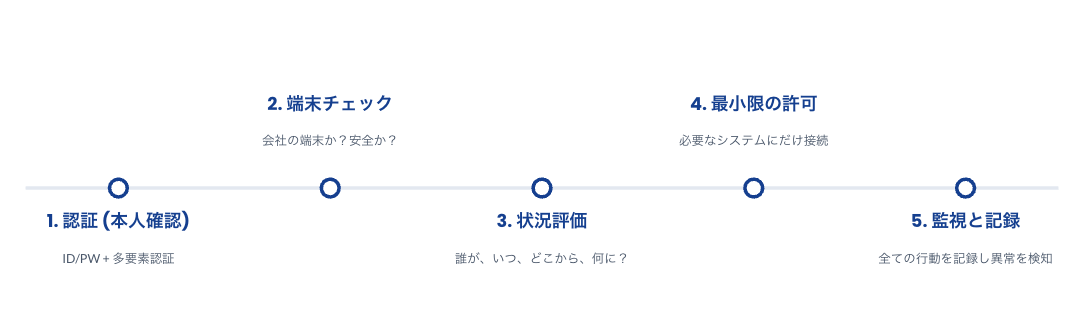 1. 認証 (本人確認)
ID/PW + 多要素認証
2. 端末チェック
会社の端末か？安全か？
3. 状況評価
誰が、いつ、どこから、何に？
4. 最小限の許可
必要なシステムにだけ接続
5. 監視と記録
全ての行動を記録し異常を検知